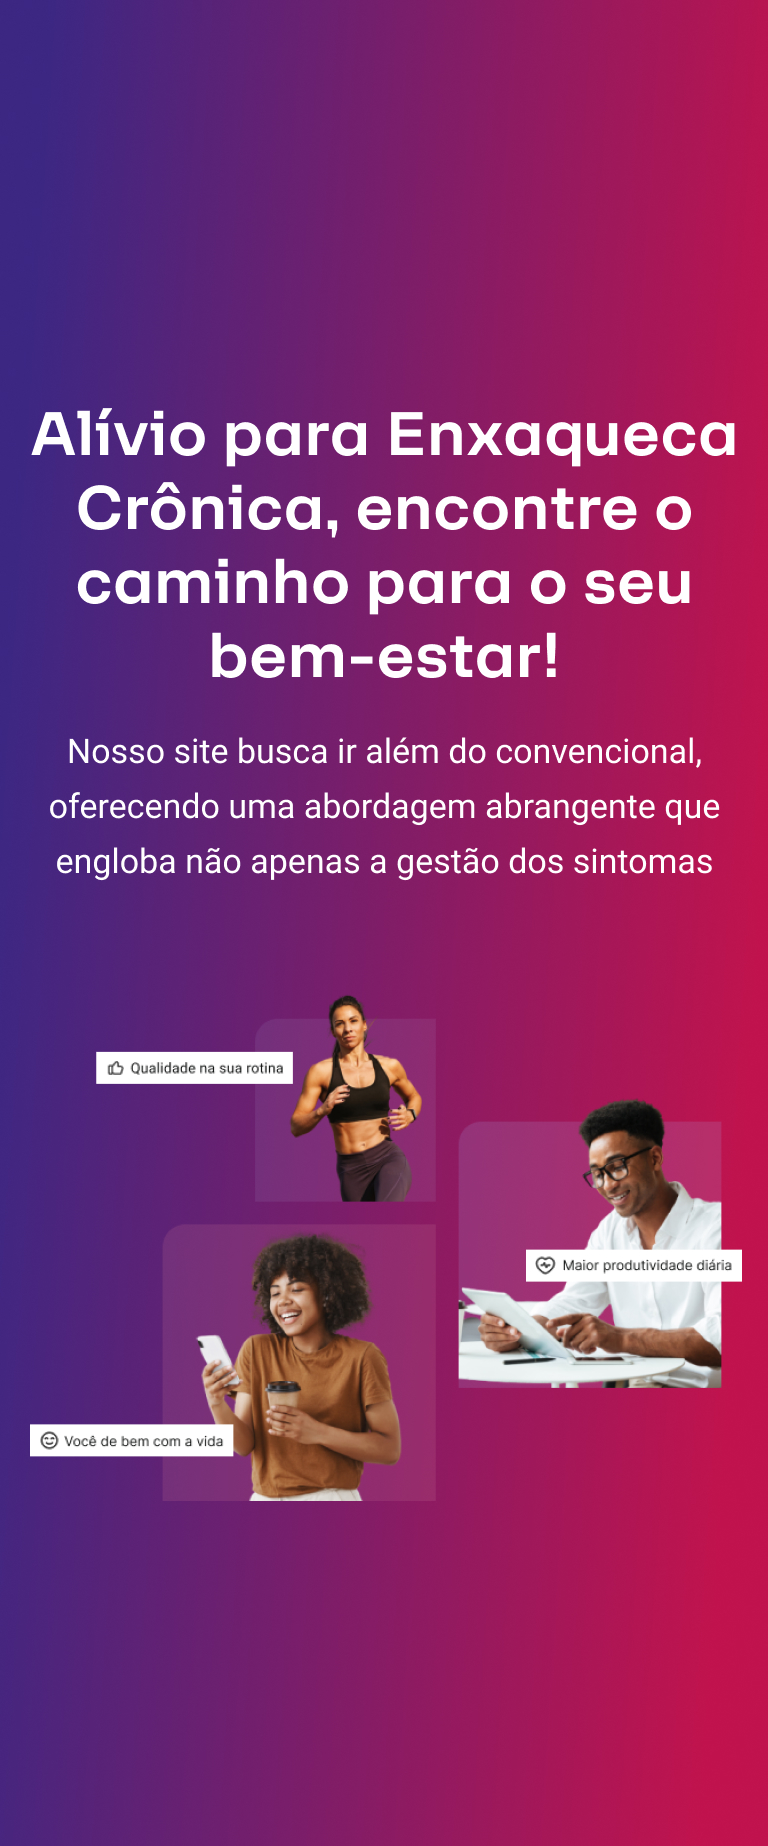 Alívio para Enxaqueca
Crônica, encontre o
caminho para o seu
bem-estar!
Nosso site busca ir além do convencional,
oferecendo uma abordagem abrangente que
engloba não apenas a gestão dos sintomas
Qualidade na sua rotina
Maior produtividade diária
Você de bem com a vida